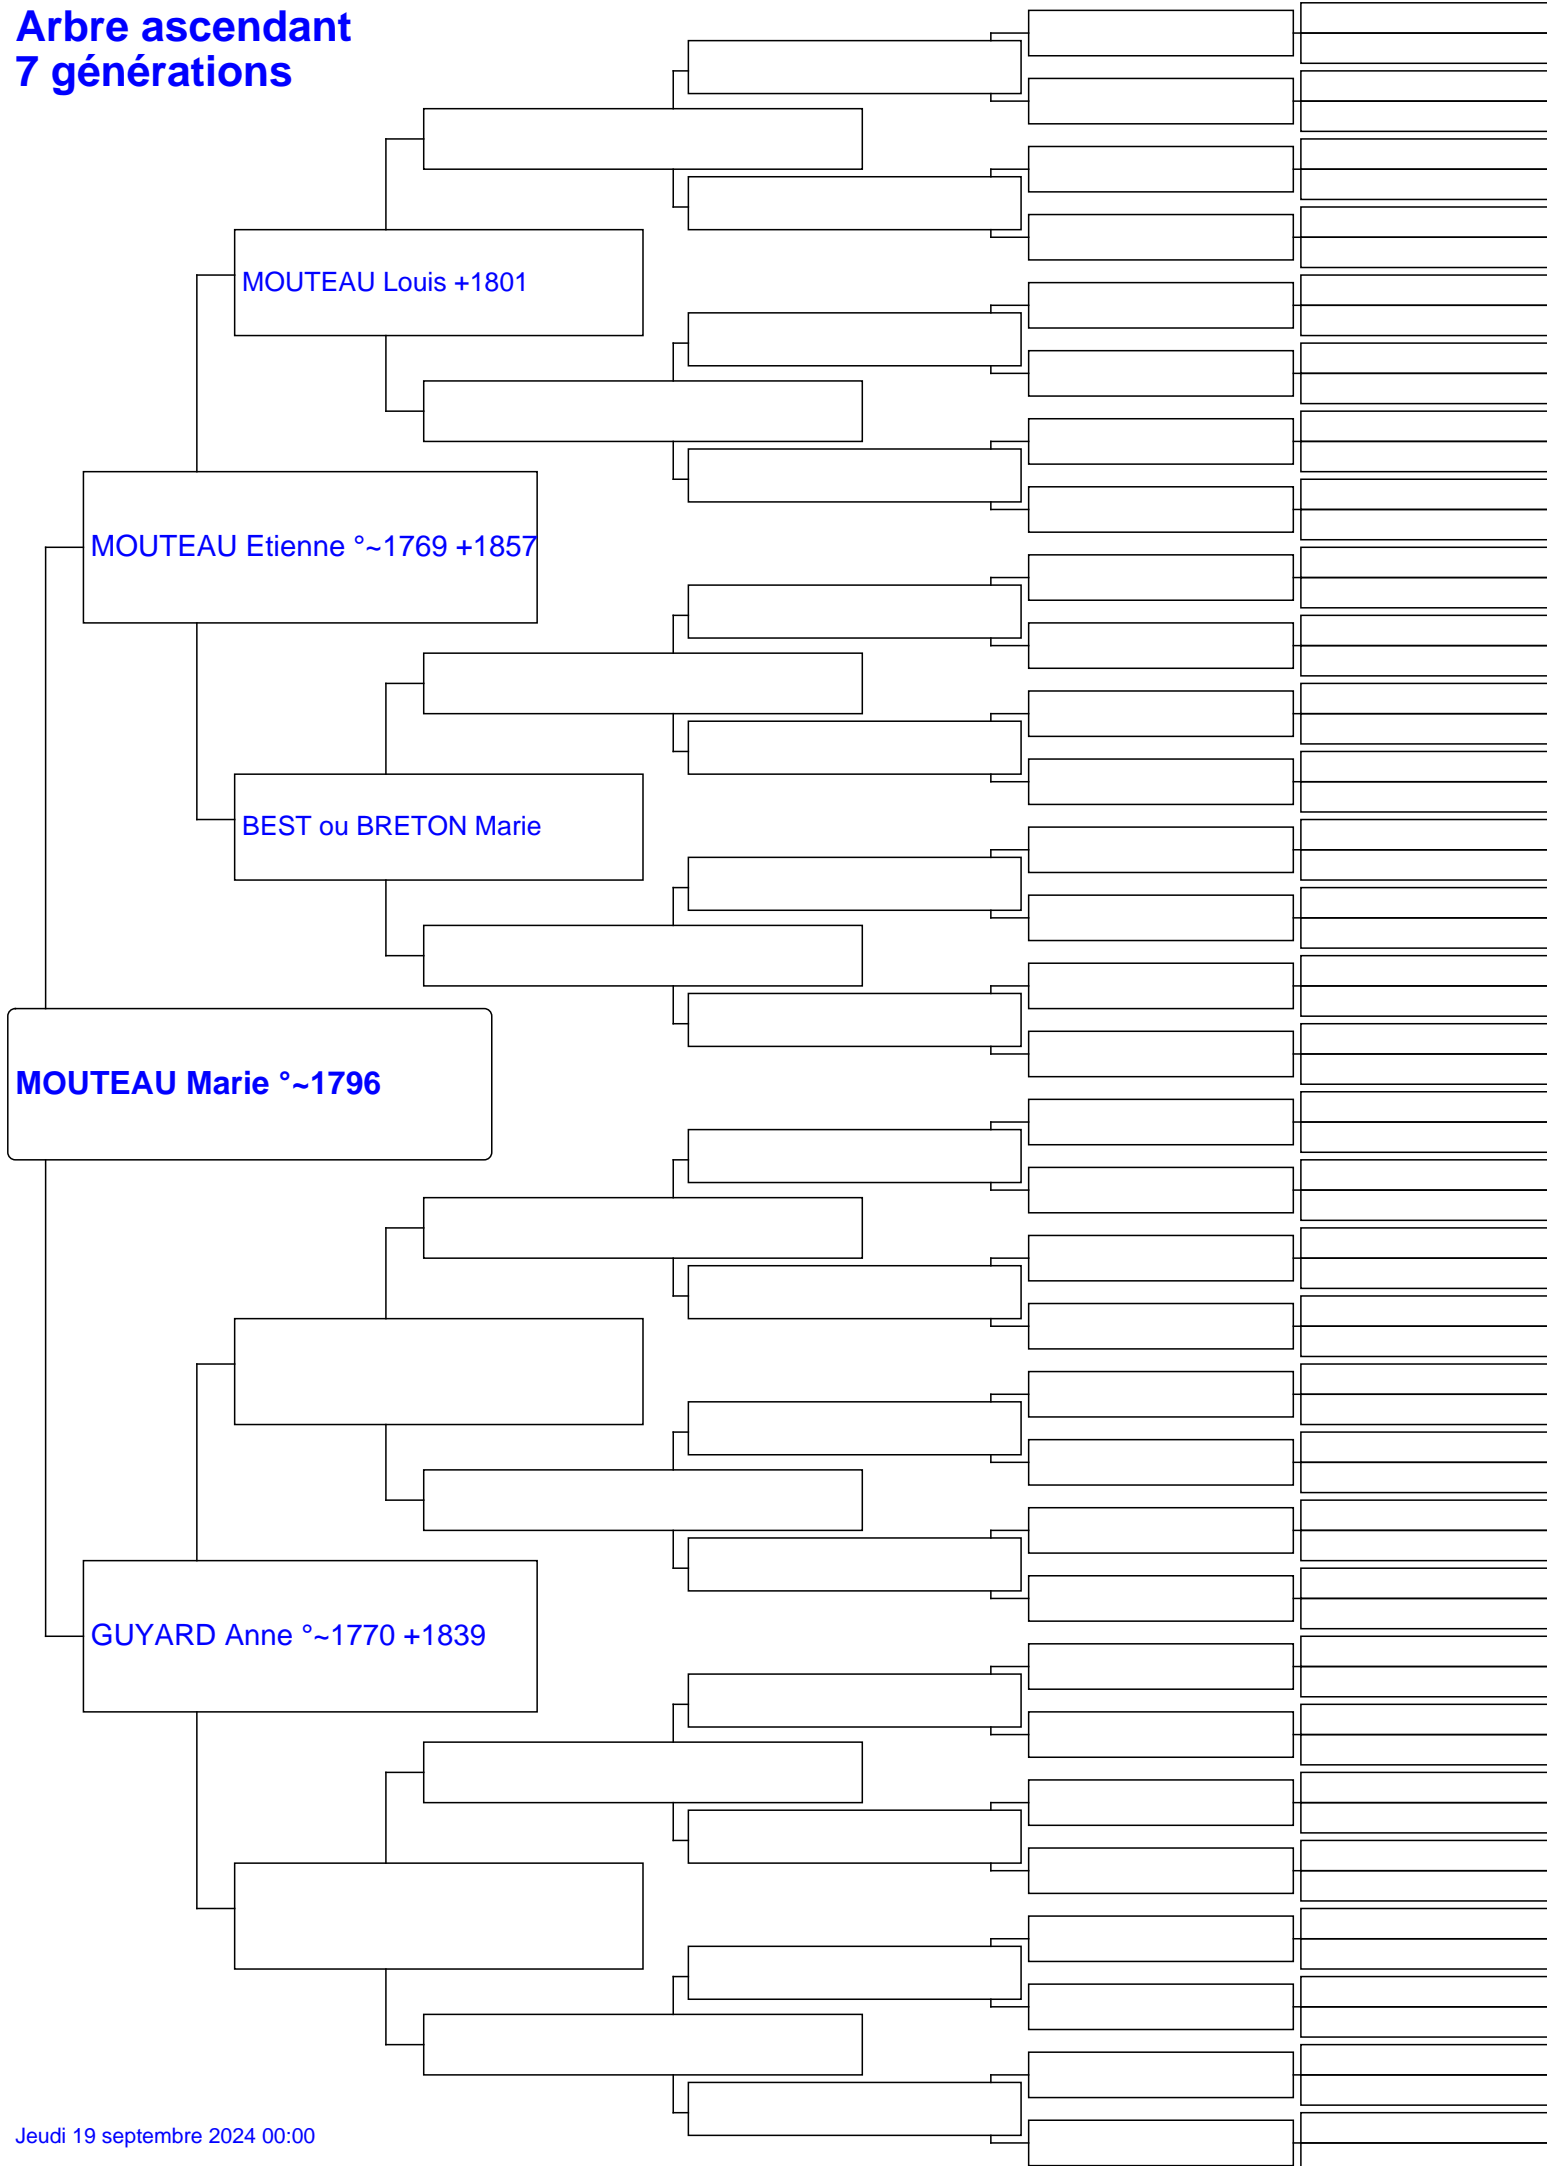 Arbre ascendant
7 générations
MOUTEAU Louis +1801
MOUTEAU Etienne °~1769 +1857
BEST ou BRETON Marie
MOUTEAU Marie °~1796
GUYARD Anne °~1770 +1839
Jeudi 19 septembre 2024 00:00